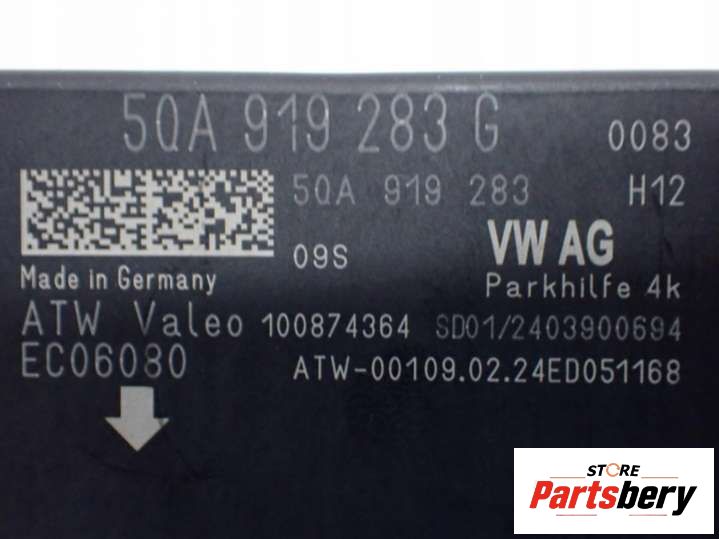 5QA 919 283 G 0083
5QA 919 283 H12
09S VW AG
Made in Germany Parkhilfe 4k
ATW Valeo 100874364 SD01/2403900694
EC06080 ATW-00109.02.24ED051168
STORE
Partsbery